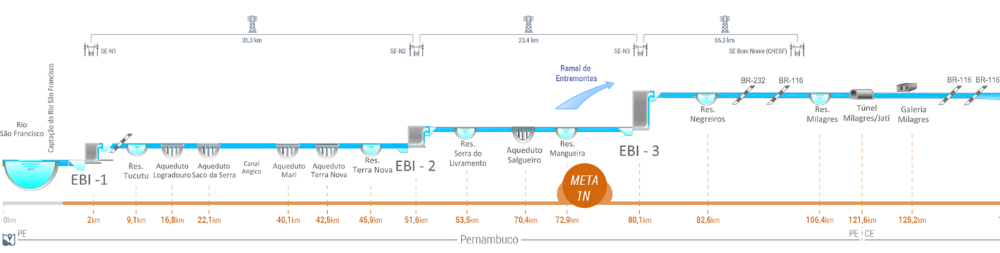 35,3 km
23,4 km
65,3 km
SE-N1
SE-N2
SE-N3
SE Bom Nome (CHESF)
Rio
São Francisco
Captação do Rio São Francisco
Ramal do
Entremontes
BR-232
BR-116
BR-116
BR-116
EBI -1
Res.
Tucutu
Aqueduto
Logradouro
Aqueduto
Saco da Serra
Canal
Angico
Aqueduto
Mari
Aqueduto
Terra Nova
Res.
Terra Nova
EBI - 2
Res.
Serra do
Livramento
Aqueduto
Salgueiro
Res.
Mangueira
EBI - 3
Res.
Negreiros
Res.
Milagres
Túnel
Milagres/Jati
Galeria
Milagres
META
1N
0km
2km
9,1km
16,8km
22,1km
40,1km
42,5km
45,9km
51,6km
53,5km
70,4km
72,9km
80,1km
82,6km
106,4km
121,6km
125,2km
PE
Pernambuco
PE
CE